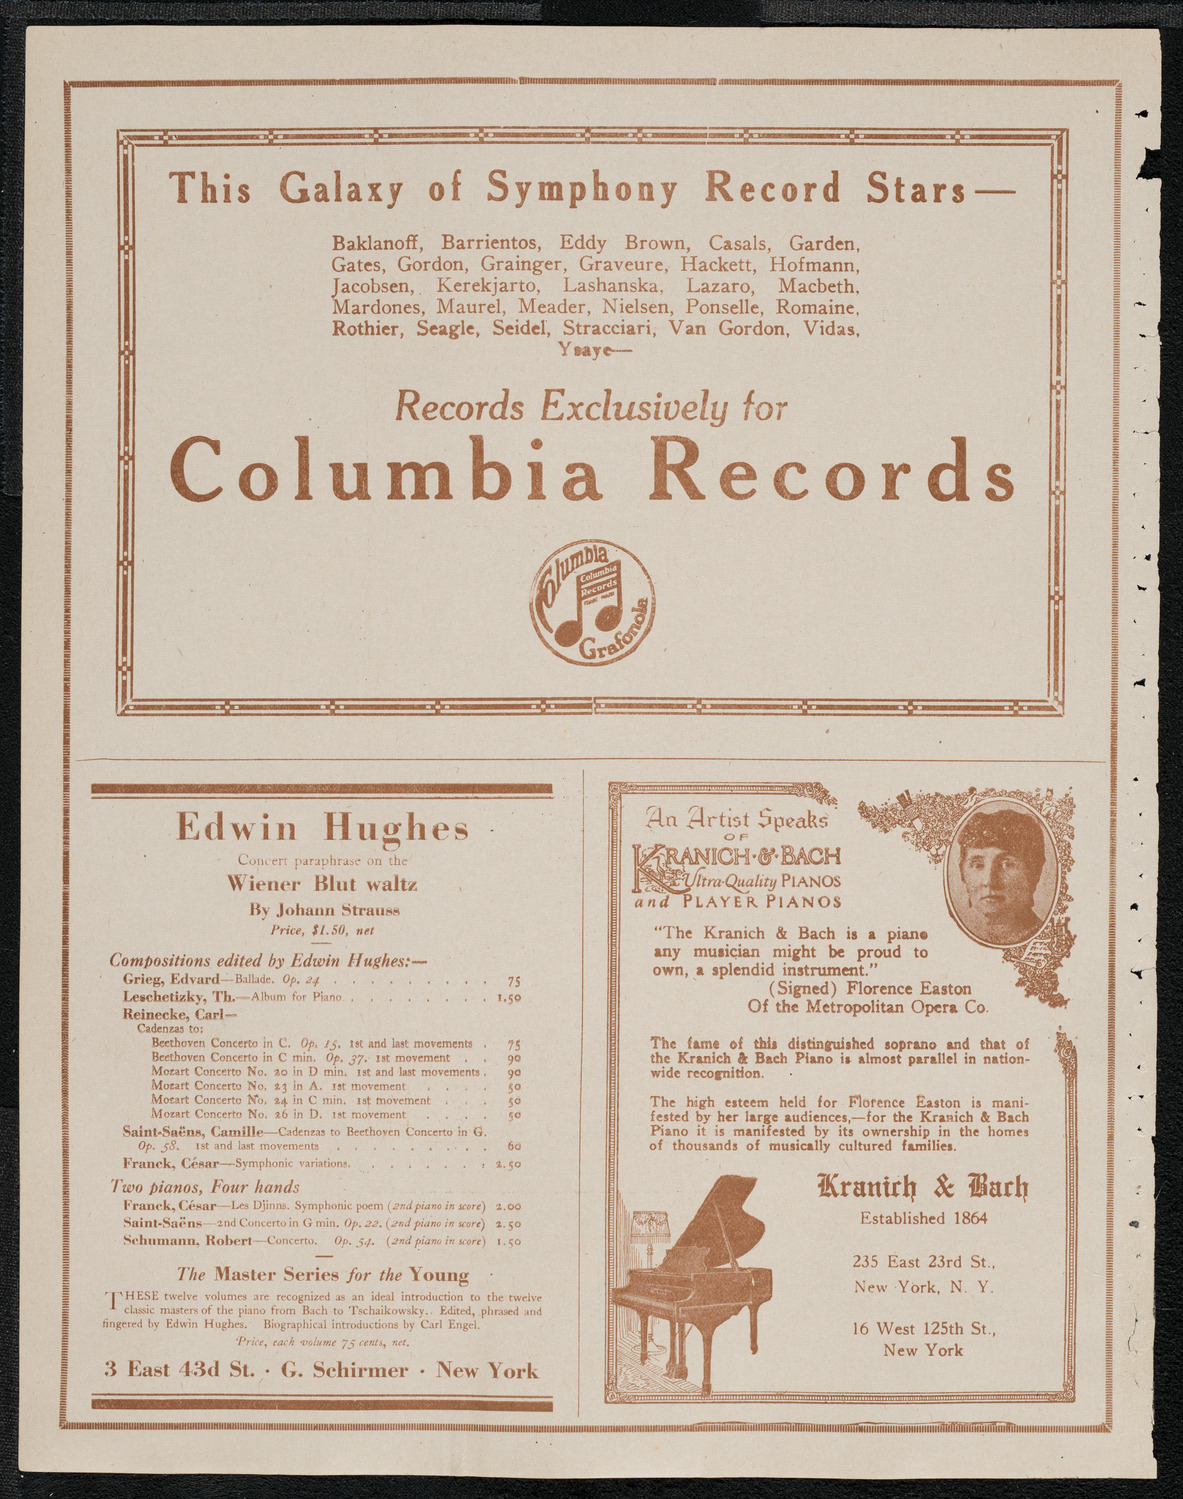 This Galaxy of Symphony Record Stars—
Baklanoff, Barrientos, Eddy Brown, Casals, Garden,
Gates, Gordon, Grainger, Graveure, Hackett, Hofmann,
Jacobsen, Kerekjarto, Lashanska, Lazaro, Macbeth,
Mardones, Maurel, Meader, Nielsen, Ponselle, Romaine,
Rothier, Seagle, Seidel, Stracciari, Van Gordon, Vidas,
Ysaye—
Records Exclusively for
Columbia Records
Columbia
Columbia
Records
Grafonola
Edwin Hughes
Concert paraphrase on the
Wiener Blut waltz
By Johann Strauss
Price, $1.50, net
Compositions edited by Edwin Hughes:—
Grieg, Edvard—Ballade. Op. 24 . . . . . . . . . 75
Leschetizky, Th.—Album for Piano . . . . . . . . 1.50
Reinecke, Carl—
Cadenzas to:
Beethoven Concerto in C. Op. 15. 1st and last movements . 75
Beethoven Concerto in C min. Op. 37. 1st movement . . 90
Mozart Concerto No. 20 in D min. 1st and last movements . 90
Mozart Concerto No. 23 in A. 1st movement . . . . 50
Mozart Concerto No. 24 in C min. 1st movement . . . 50
Mozart Concerto No. 26 in D. 1st movement . . . . 50
Saint-Saëns, Camille—Cadenzas to Beethoven Concerto in G.
Op. 58. 1st and last movements . . . . . . . . . 60
Franck, César—Symphonic variations. . . . . . . : 2.50
Two pianos, Four hands
Franck, César—Les Djinns. Symphonic poem (2nd piano in score) 2.00
Saint-Saëns—2nd Concerto in G min. Op. 22. (2nd piano in score) 2.50
Schumann, Robert—Concerto. Op. 54. (2nd piano in score) 1.50
The Master Series for the Young
THESE twelve volumes are recognized as an ideal introduction to the twelve
classic masters of the piano from Bach to Tschaikowsky. Edited, phrased and
fingered by Edwin Hughes. Biographical introductions by Carl Engel.
Price, each volume 75 cents, net.
3 East 43d St. · G. Schirmer · New York
An Artist Speaks
OF
KRANICH·&·BACH
Ultra-Quality PIANOS
and PLAYER PIANOS
"The Kranich & Bach is a piano
any musician might be proud to
own, a splendid instrument."
(Signed) Florence Easton
Of the Metropolitan Opera Co.
The fame of this distinguished soprano and that of
the Kranich & Bach Piano is almost parallel in nation-
wide recognition.
The high esteem held for Florence Easton is mani-
fested by her large audiences,—for the Kranich & Bach
Piano it is manifested by its ownership in the homes
of thousands of musically cultured families.
Kranich & Bach
Established 1864
235 East 23rd St.,
New York, N. Y.
16 West 125th St.,
New York